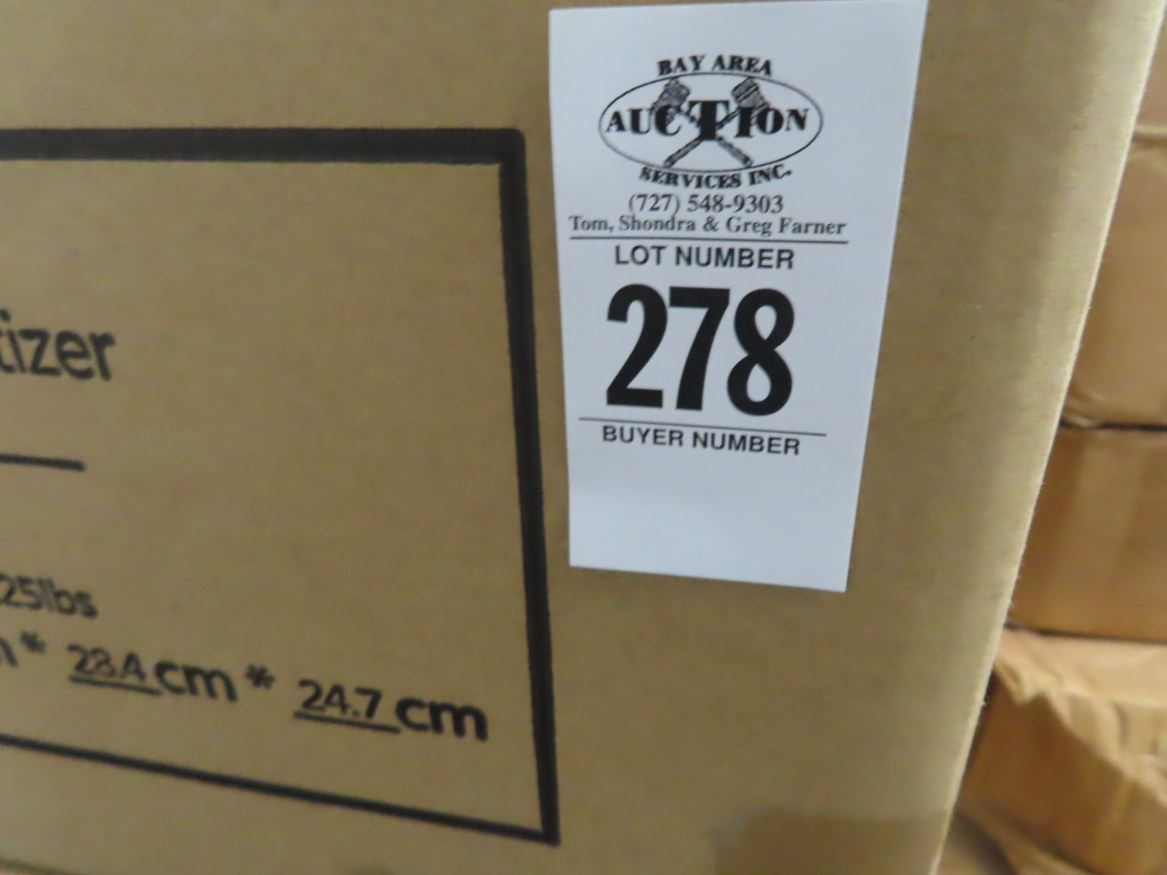 BAY AREA
AUCTION
SERVICES INC.
(727) 548-9303
Tom, Shondra & Greg Farner
LOT NUMBER
278
BUYER NUMBER
tizer
25lbs
* 28.4 cm * 24.7 cm